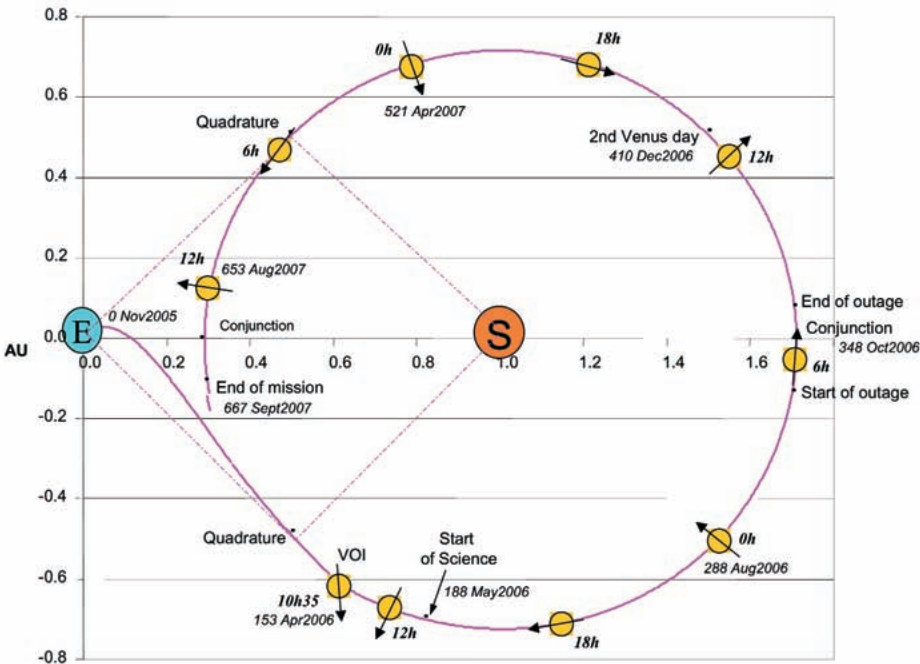 0.8
0h
18h
0.6
521 Apr2007
Quadrature
6h
2nd Venus day
410 Dec2006
12h
0.4
0.2
12h
653 Aug2007
E
0 Nov2005
Conjunction
S
End of outage
Conjunction
348 Oct2006
0.0
AU
0.0 0.2 0.4 0.6 0.8 1.0 1.2 1.4 1.6
6h
End of mission
667 Sept2007
Start of outage
-0.2
-0.4
Quadrature
VOI
Start
of Science
0h
288 Aug2006
-0.6
10h35
153 Apr2006
188 May2006
12h
18h
-0.8